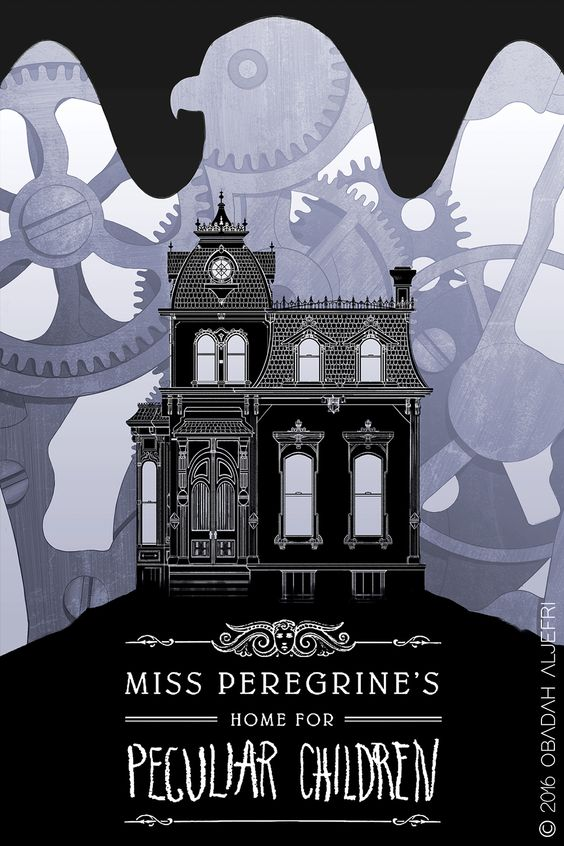 MISS PEREGRINE'S
HOME FOR
PECULIAR CHILDREN
© 2016 OBADAH ALJEFRI